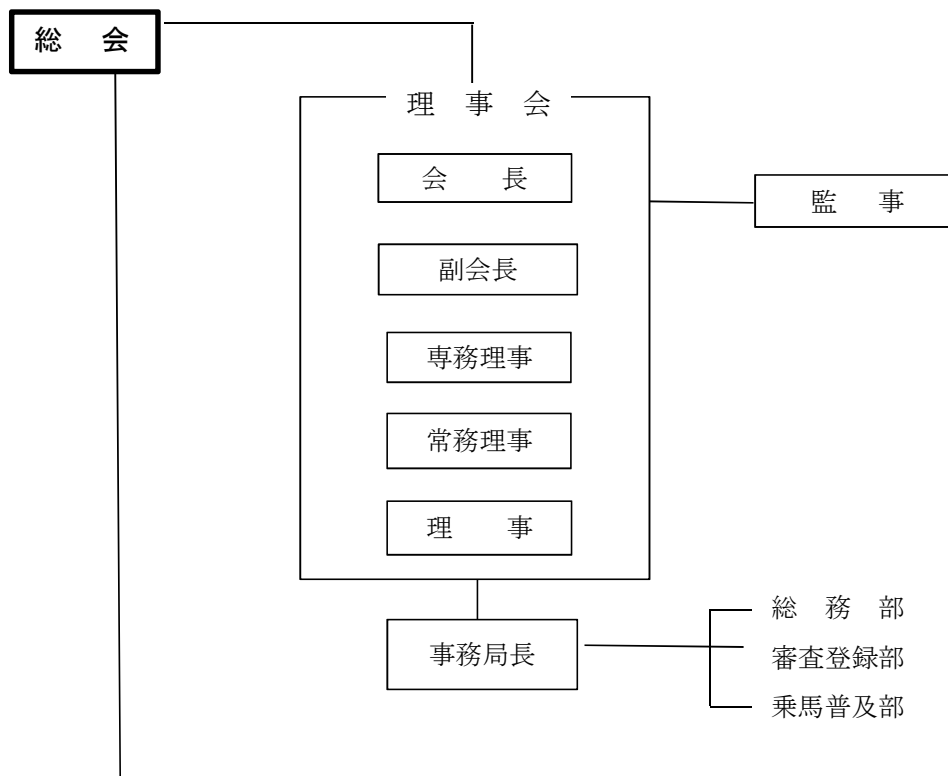 総　会
理　事　会
会　　長
監　　事
副会長
専務理事
常務理事
理　　事
事務局長
総　務　部
審査登録部
乗馬普及部